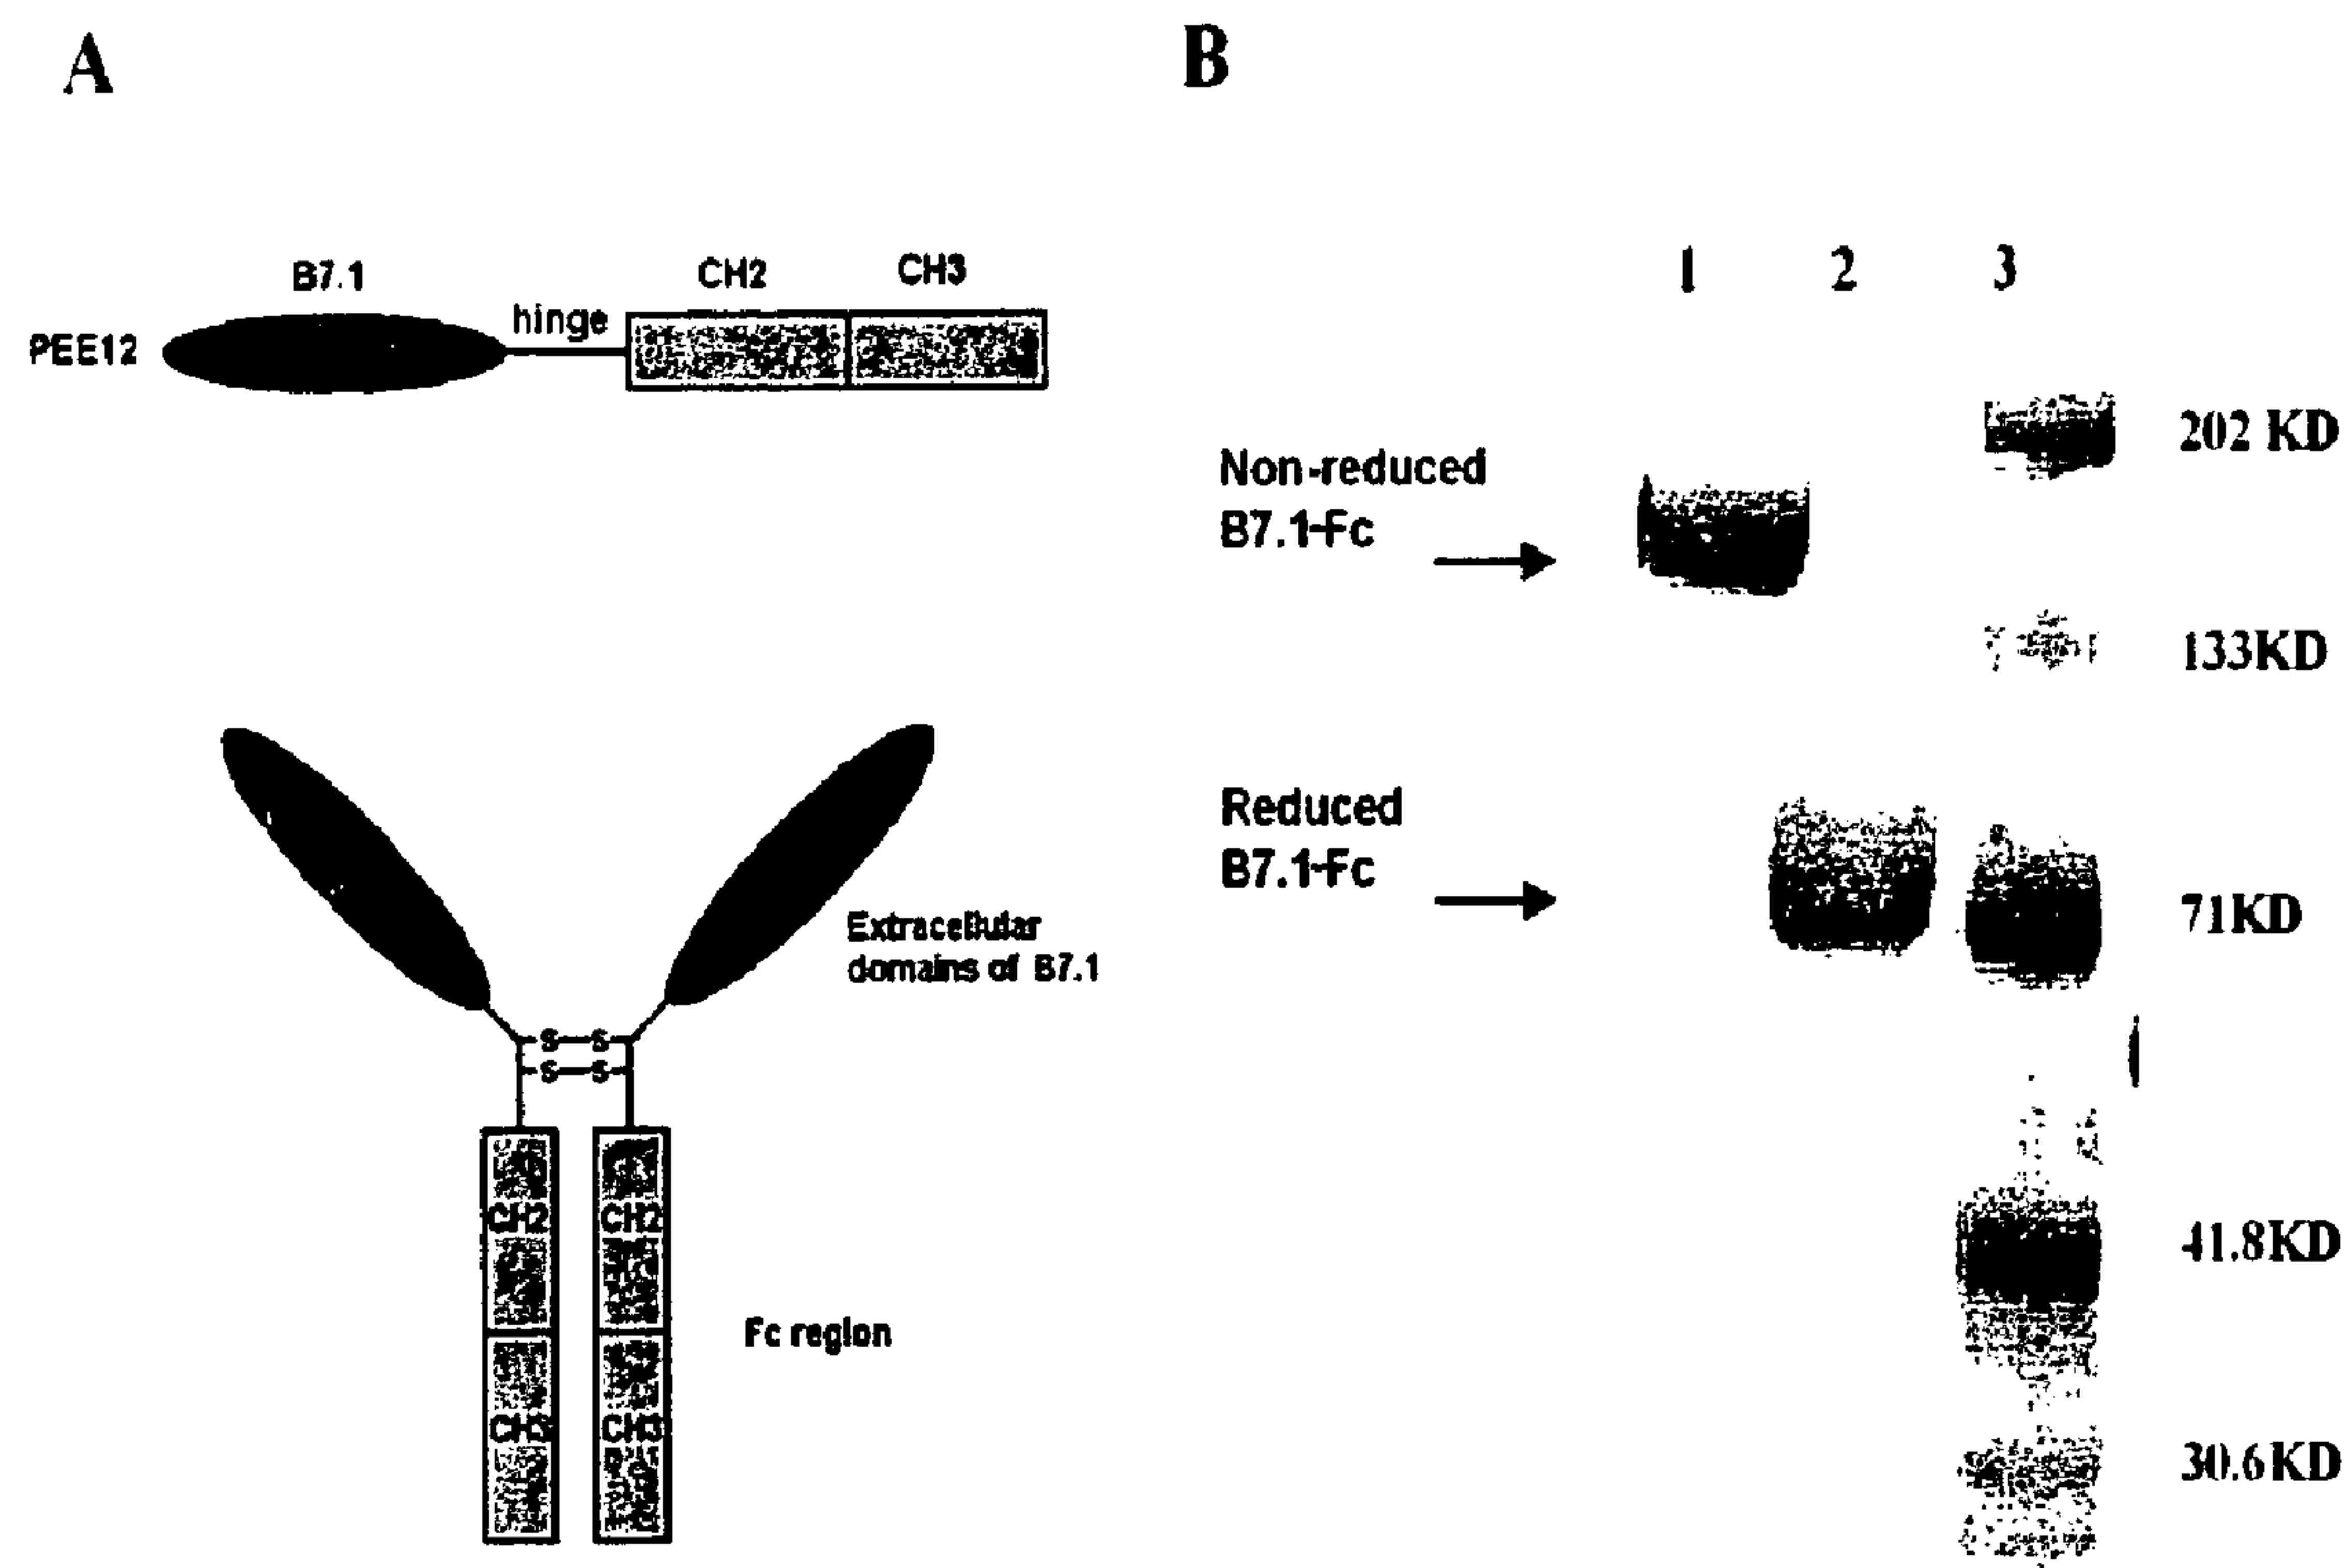 A
B7.1
CH2
CH3
hinge
PEE12
Extracellular
domains of B7.1
S S
S S
CH2
CH2
Fc region
CH3
CH3
B
1
2
3
Non-reduced
B7.1-Fc
Reduced
B7.1-Fc
202 KD
133KD
71KD
41.8KD
30.6KD